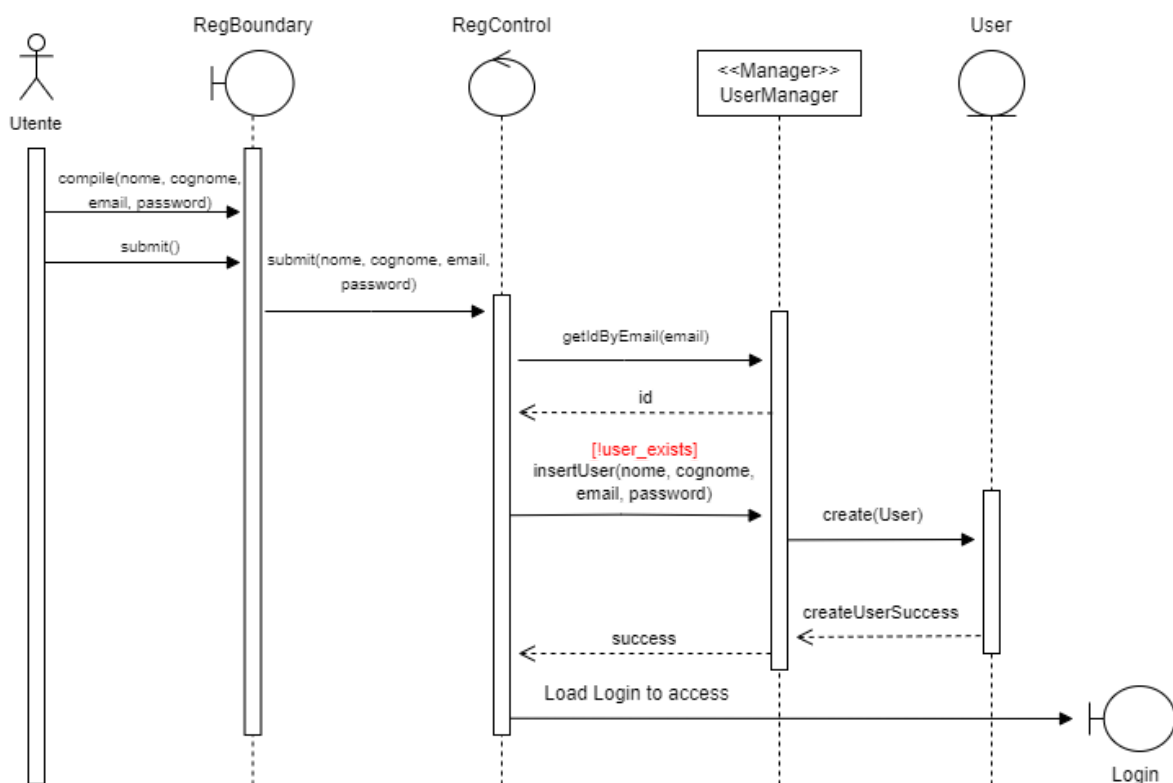 RegBoundary
RegControl
User
<<Manager>>
UserManager
Utente
compile(nome, cognome,
email, password)
submit()
submit(nome, cognome, email,
password)
getIdByEmail(email)
id
[!user_exists]
insertUser(nome, cognome,
email, password)
create(User)
createUserSuccess
success
Load Login to access
Login